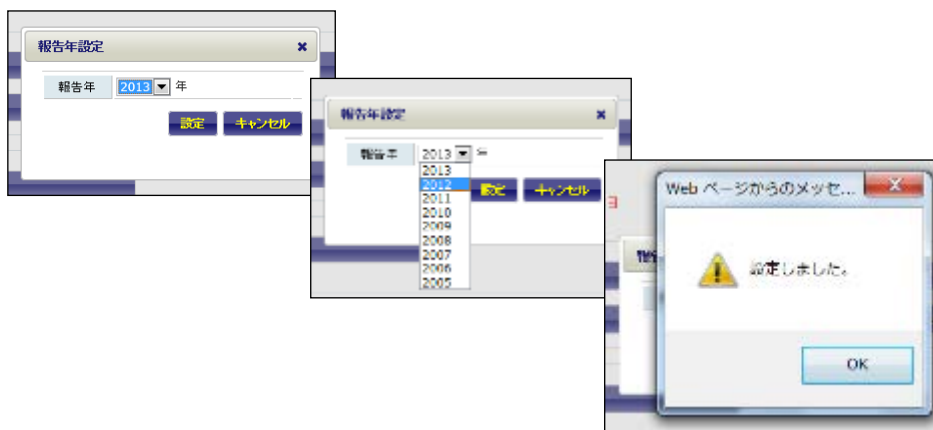 報告年設定
報告年 2013 年
設定 キャンセル
報告年設定
報告年 2013 年
2013
2012
2011
2010
2009
2008
2007
2006
2005
設定 キャンセル
Web ページからのメッセ...
設定しました。
OK